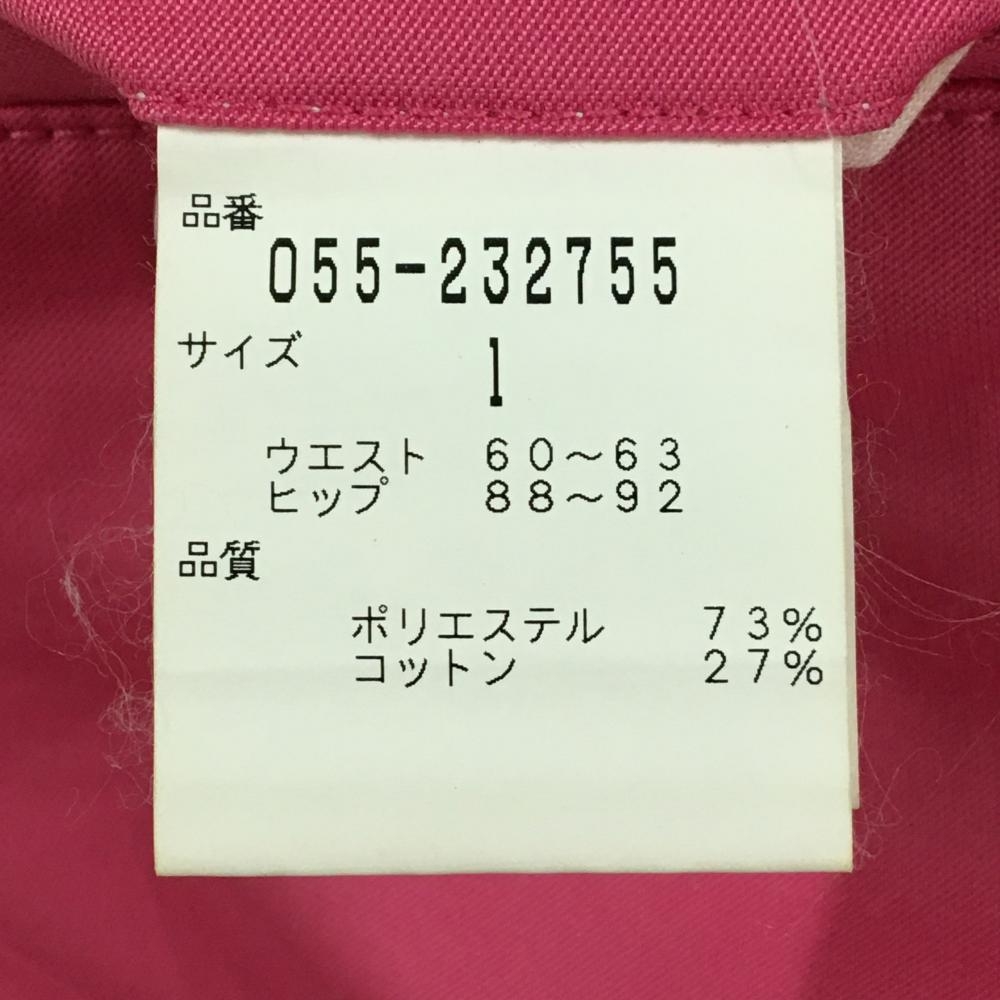 品番
055-232755
サイズ 1
ウエスト 60～63
ヒップ 88～92
品質
ポリエステル 73%
コットン 27%